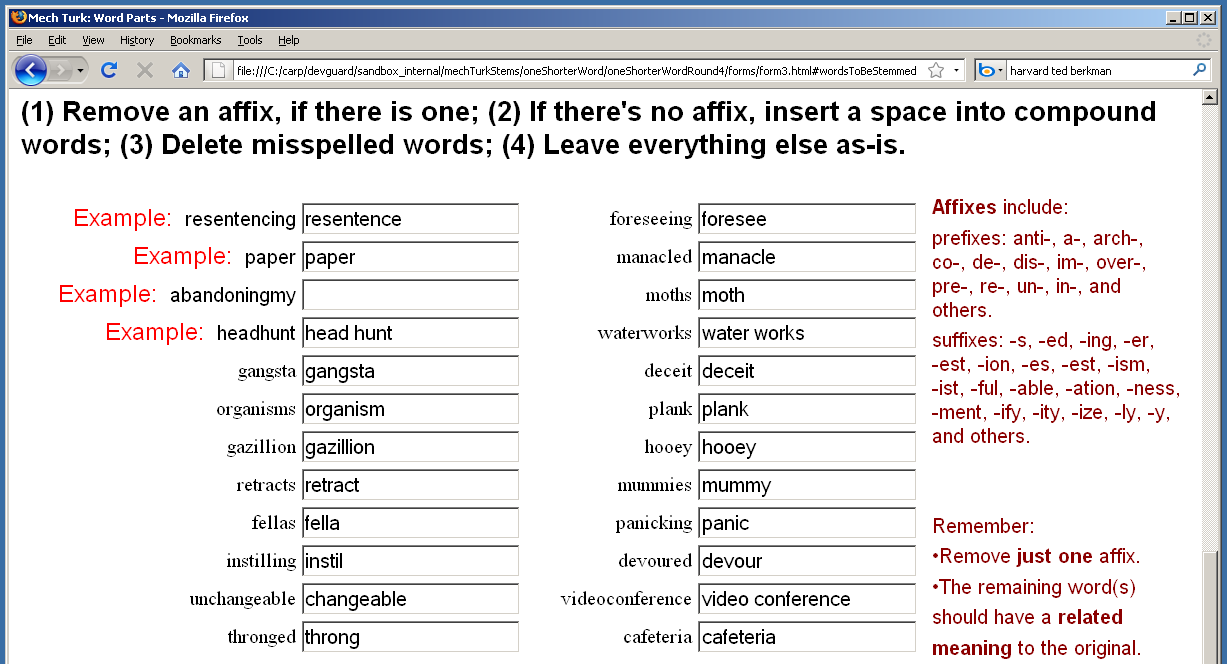 Mech Turk: Word Parts - Mozilla Firefox
File Edit View History Bookmarks Tools Help
file:///C:/carp/devguard/sandbox_internal/mechTurkStems/oneShorterWord/oneShorterWordRound4/forms/form3.html#wordsToBeStemmed
harvard ted berkman
(1) Remove an affix, if there is one; (2) If there's no affix, insert a space into compound
words; (3) Delete misspelled words; (4) Leave everything else as-is.
Example: resentencing resentence
Example: paper paper
Example: abandoningmy
Example: headhunt head hunt
gangsta gangsta
organisms organism
gazillion gazillion
retracts retract
fellas fella
instilling instil
unchangeable changeable
thronged throng
foreseeing foresee
manacled manacle
moths moth
waterworks water works
deceit deceit
plank plank
hooey hooey
mummies mummy
panicking panic
devoured devour
videoconference video conference
cafeteria cafeteria
Affixes include:
prefixes: anti-, a-, arch-,
co-, de-, dis-, im-, over-,
pre-, re-, un-, in-, and
others.
suffixes: -s, -ed, -ing, -er,
-est, -ion, -es, -est, -ism,
-ist, -ful, -able, -ation, -ness,
-ment, -ify, -ity, -ize, -ly, -y,
and others.
Remember:
•Remove just one affix.
•The remaining word(s)
should have a related
meaning to the original.